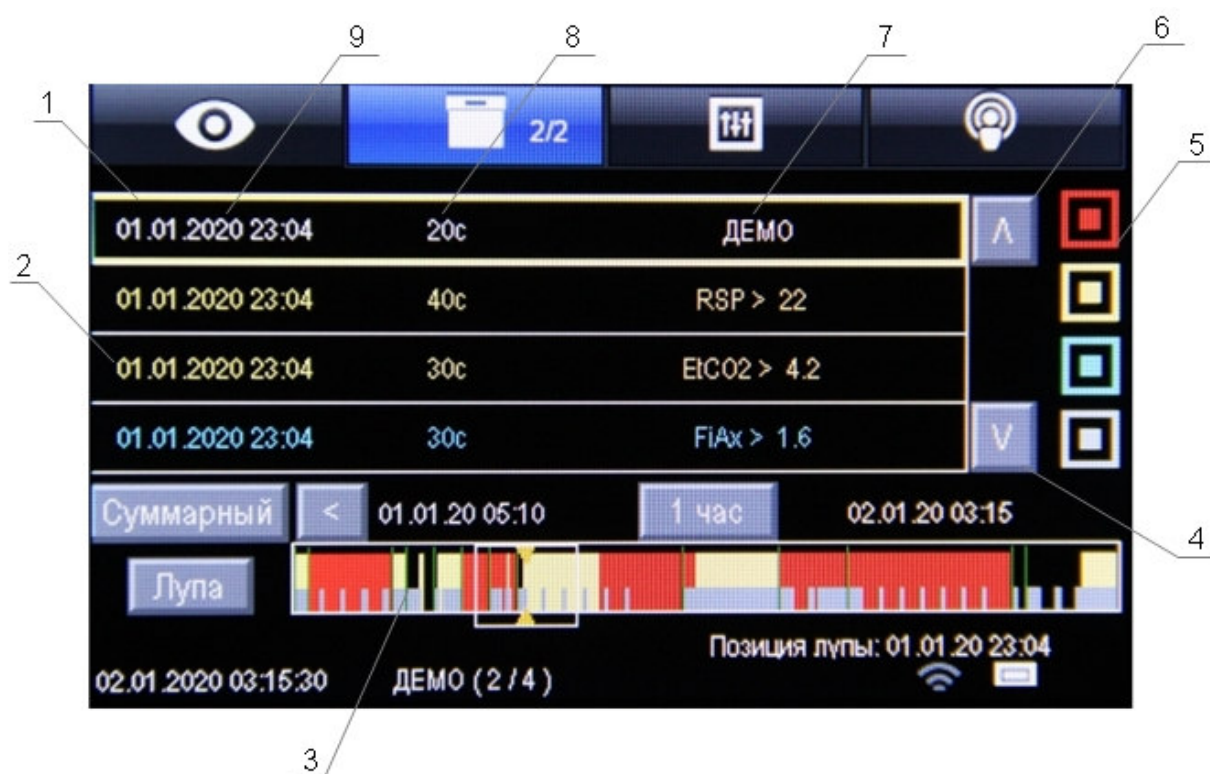 9 8 7 6
1
2/2
5
01.01.2020 23:04 20с ДЕМО Λ
2
01.01.2020 23:04 40с RSP > 22
01.01.2020 23:04 30с EtCO2 > 4.2
01.01.2020 23:04 30с FiAx > 1.6 V
Суммарный < 01.01.20 05:10 1 час 02.01.20 03:15
4
Лупа
Позиция лупы: 01.01.20 23:04
02.01.2020 03:15:30 ДЕМО ( 2 / 4 )
3